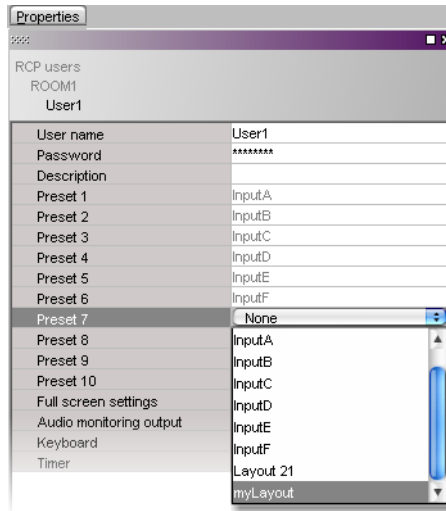 Properties
RCP users
ROOM1
User1
User name User1
Password ********
Description
Preset 1 InputA
Preset 2 InputB
Preset 3 InputC
Preset 4 InputD
Preset 5 InputE
Preset 6 InputF
Preset 7 None
Preset 8 InputA
Preset 9 InputB
Preset 10 InputC
Full screen settings InputD
Audio monitoring output InputE
Keyboard InputF
Timer Layout 21
myLayout